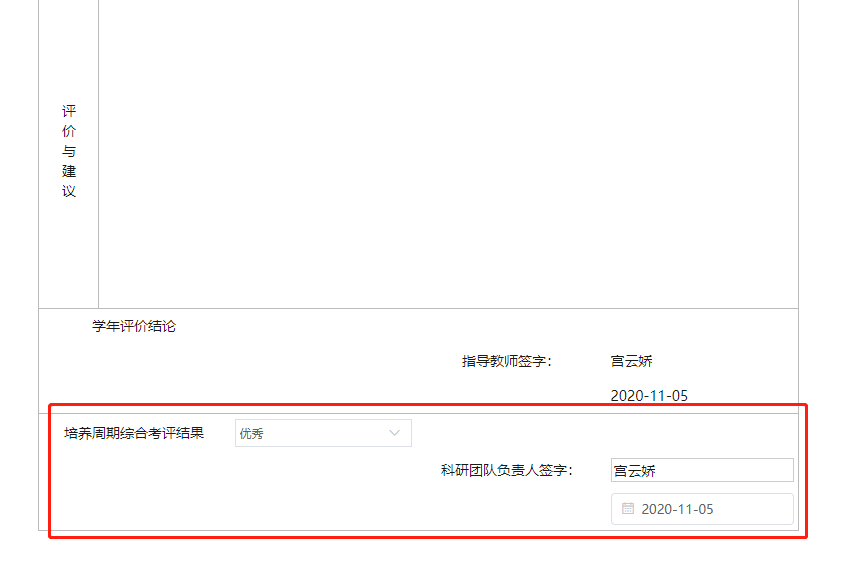 评
价
与
建
议
学年评价结论
指导教师签字： 宫云娇
2020-11-05
培养周期综合考评结果 优秀
科研团队负责人签字： 宫云娇
2020-11-05